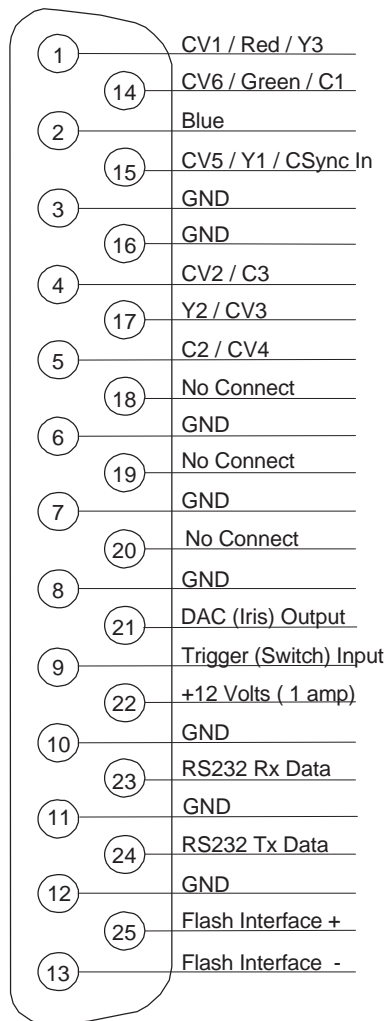 1 CV1 / Red / Y3
14 CV6 / Green / C1
2 Blue
15 CV5 / Y1 / CSync In
3 GND
16 GND
4 CV2 / C3
17 Y2 / CV3
5 C2 / CV4
18 No Connect
6 GND
19 No Connect
7 GND
20 No Connect
8 GND
21 DAC (Iris) Output
9 Trigger (Switch) Input
22 +12 Volts ( 1 amp)
10 GND
23 RS232 Rx Data
11 GND
24 RS232 Tx Data
12 GND
25 Flash Interface +
13 Flash Interface -